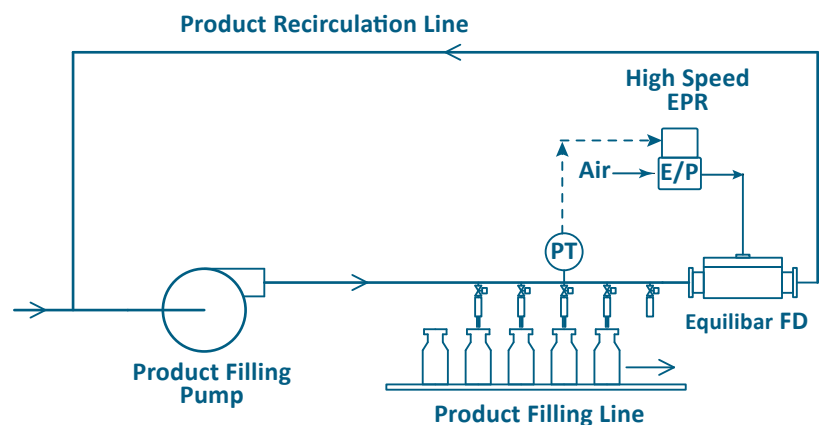 Product Recirculation Line
High Speed
EPR
Air
E/P
PT
Equilibar FD
Product Filling
Pump
Product Filling Line